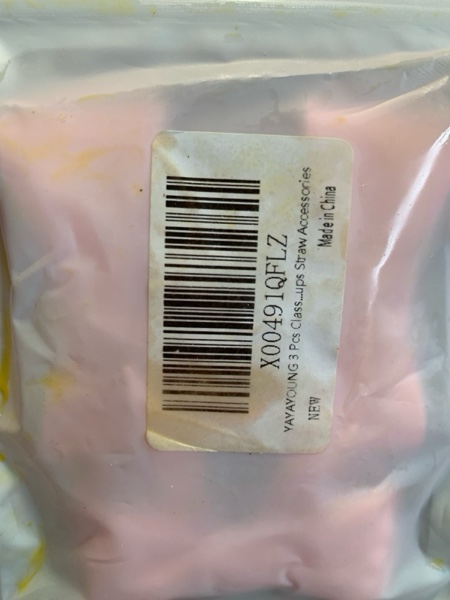 X00491QFLZ
YAYAYOUNG 3 Pcs Class...ups Straw Accessories
NEW
Made in China